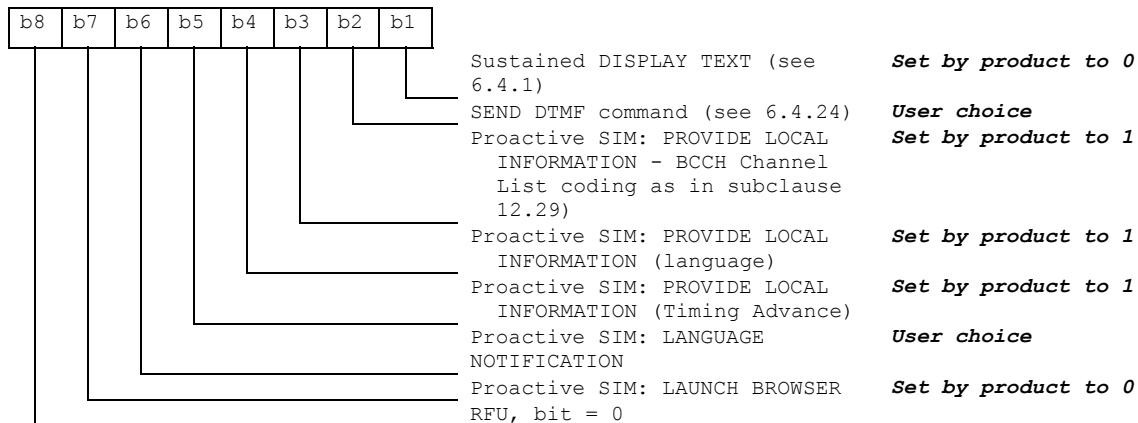 b8 b7 b6 b5 b4 b3 b2 b1
Sustained DISPLAY TEXT (see Set by product to 0
6.4.1)
SEND DTMF command (see 6.4.24) User choice
Proactive SIM: PROVIDE LOCAL Set by product to 1
INFORMATION - BCCH Channel
List coding as in subclause
12.29)
Proactive SIM: PROVIDE LOCAL Set by product to 1
INFORMATION (language)
Proactive SIM: PROVIDE LOCAL Set by product to 1
INFORMATION (Timing Advance)
Proactive SIM: LANGUAGE User choice
NOTIFICATION
Proactive SIM: LAUNCH BROWSER Set by product to 0
RFU, bit = 0